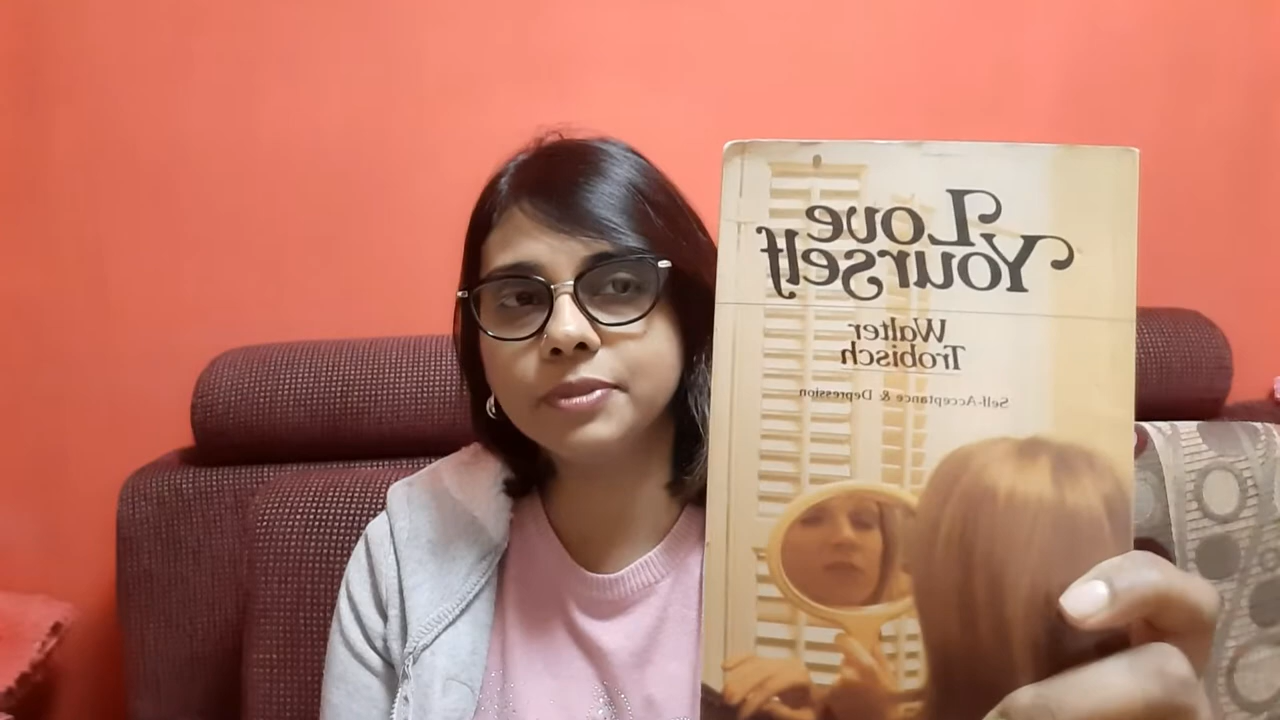 Love
Yourself
Walter
Trobisch
Self-Acceptance & Depression